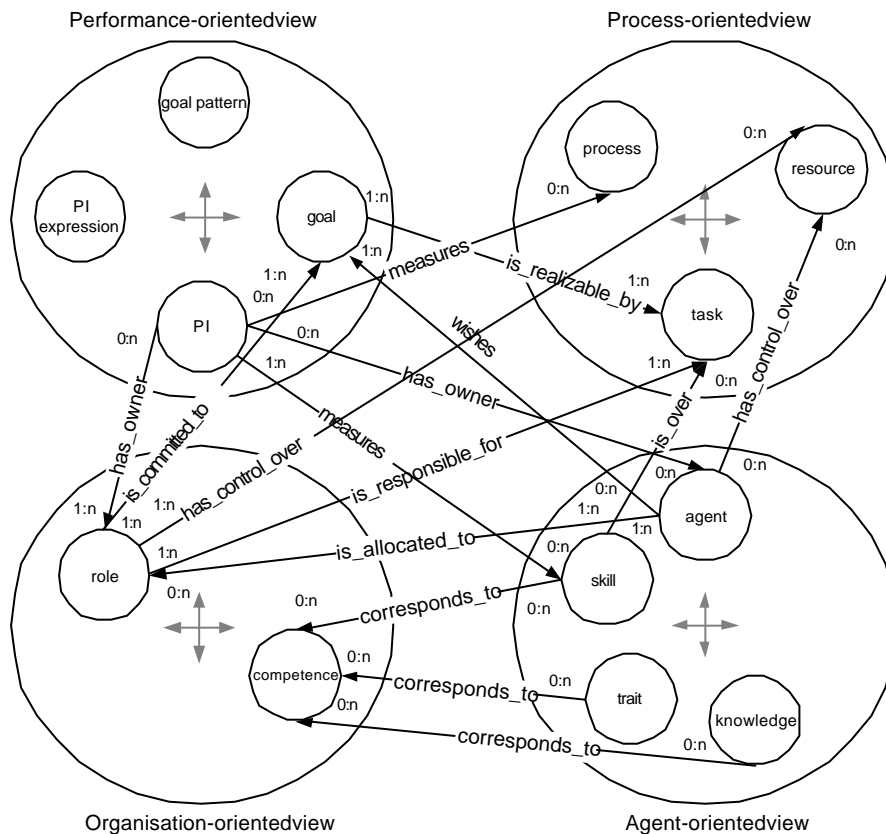 Performance-orientedview
Process-orientedview
goal pattern
process
0:n
resource
PI
expression
goal
1:n
0:n
1:n
measures
0:n
1:n
0:n
is_realizable_by
1:n
PI
0:n
0:n
wishes
task
has_control_over
1:n
1:n
has_owner
0:n
has_owner
is_committed_to
measures
is_over
has_control_over
is_responsible_for
0:n
0:n
0:n
1:n
1:n
1:n
1:n
1:n
agent
1:n
is_allocated_to
0:n
role
0:n
skill
0:n
corresponds_to
0:n
0:n
competence
corresponds_to
0:n
trait
0:n
knowledge
corresponds_to
0:n
Organisation-orientedview
Agent-orientedview